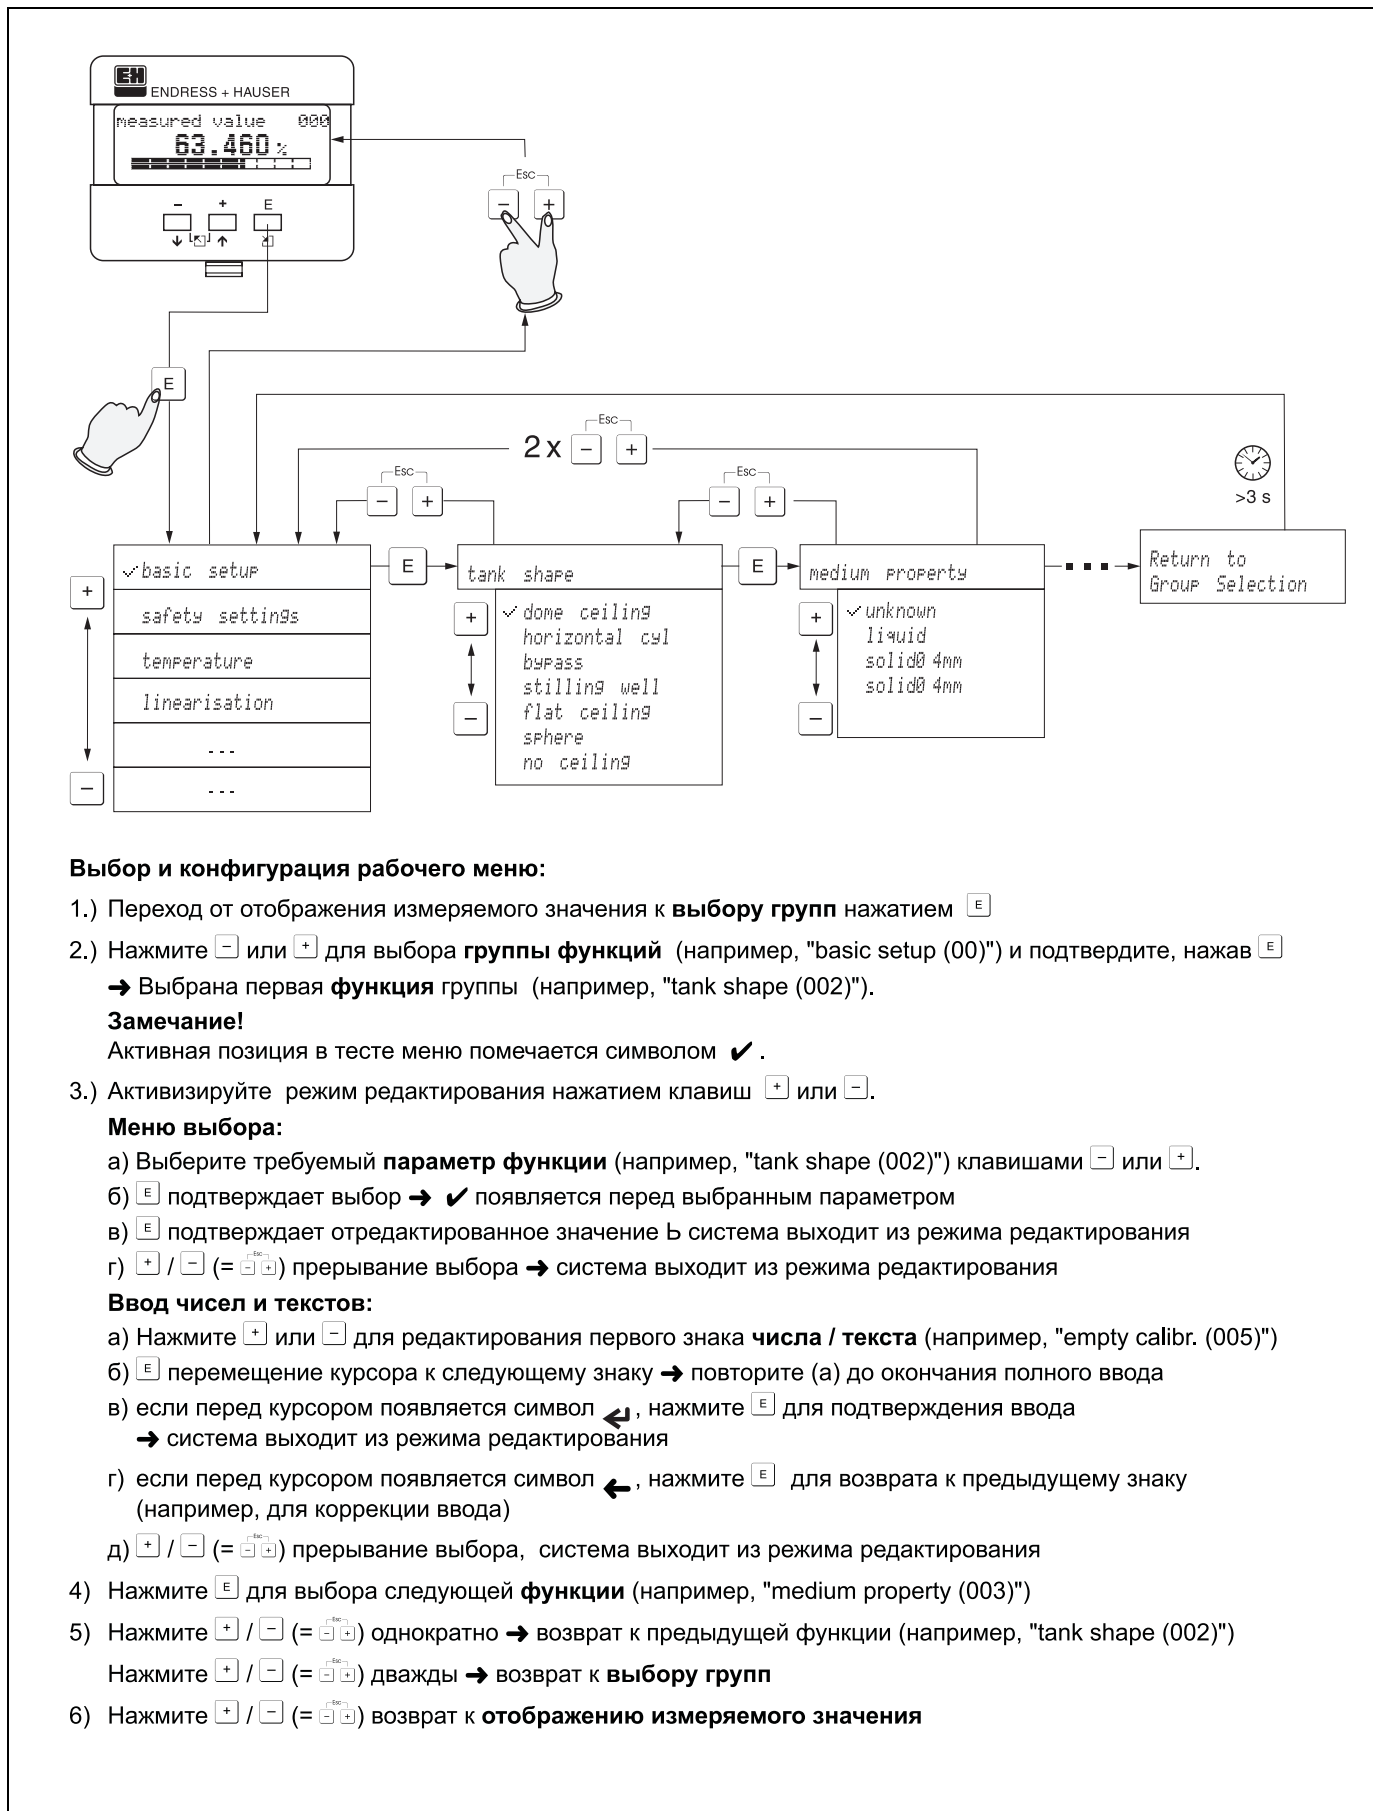 EH
ENDRESS + HAUSER
measured value 000
63.460 %
- + E
Esc
- +
E
Esc
2 x - +
Esc
- +
Esc
- +
>3 s
✓basic setup
E
tank shape
E
medium property
Return to
Group Selection
+
safety settings
temperature
linearisation
- - -
- - -
−
+
✓dome ceiling
horizontal cyl
bypass
stilling well
flat ceiling
sphere
no ceiling
−
+
✓unknown
liquid
solid0 4mm
solid0 4mm
−
Выбор и конфигурация рабочего меню:
1.) Переход от отображения измеряемого значения к выбору групп нажатием E
2.) Нажмите - или + для выбора группы функций (например, "basic setup (00)") и подтвердите, нажав E
➜ Выбрана первая функция группы (например, "tank shape (002)").
Замечание!
Активная позиция в тесте меню помечается символом ✔ .
3.) Активизируйте режим редактирования нажатием клавиш + или -.
Меню выбора:
а) Выберите требуемый параметр функции (например, "tank shape (002)") клавишами - или +.
б) E подтверждает выбор ➜ ✔ появляется перед выбранным параметром
в) E подтверждает отредактированное значение Ь система выходит из режима редактирования
г) + / - (= Esc - +) прерывание выбора ➜ система выходит из режима редактирования
Ввод чисел и текстов:
а) Нажмите + или - для редактирования первого знака числа / текста (например, "empty calibr. (005)")
б) E перемещение курсора к следующему знаку ➜ повторите (а) до окончания полного ввода
в) если перед курсором появляется символ ↵, нажмите E для подтверждения ввода
➜ система выходит из режима редактирования
г) если перед курсором появляется символ ←, нажмите E для возврата к предыдущему знаку
(например, для коррекции ввода)
д) + / - (= Esc - +) прерывание выбора, система выходит из режима редактирования
4) Нажмите E для выбора следующей функции (например, "medium property (003)")
5) Нажмите + / - (= Esc - +) однократно ➜ возврат к предыдущей функции (например, "tank shape (002)")
Нажмите + / - (= Esc - +) дважды ➜ возврат к выбору групп
6) Нажмите + / - (= Esc - +) возврат к отображению измеряемого значения